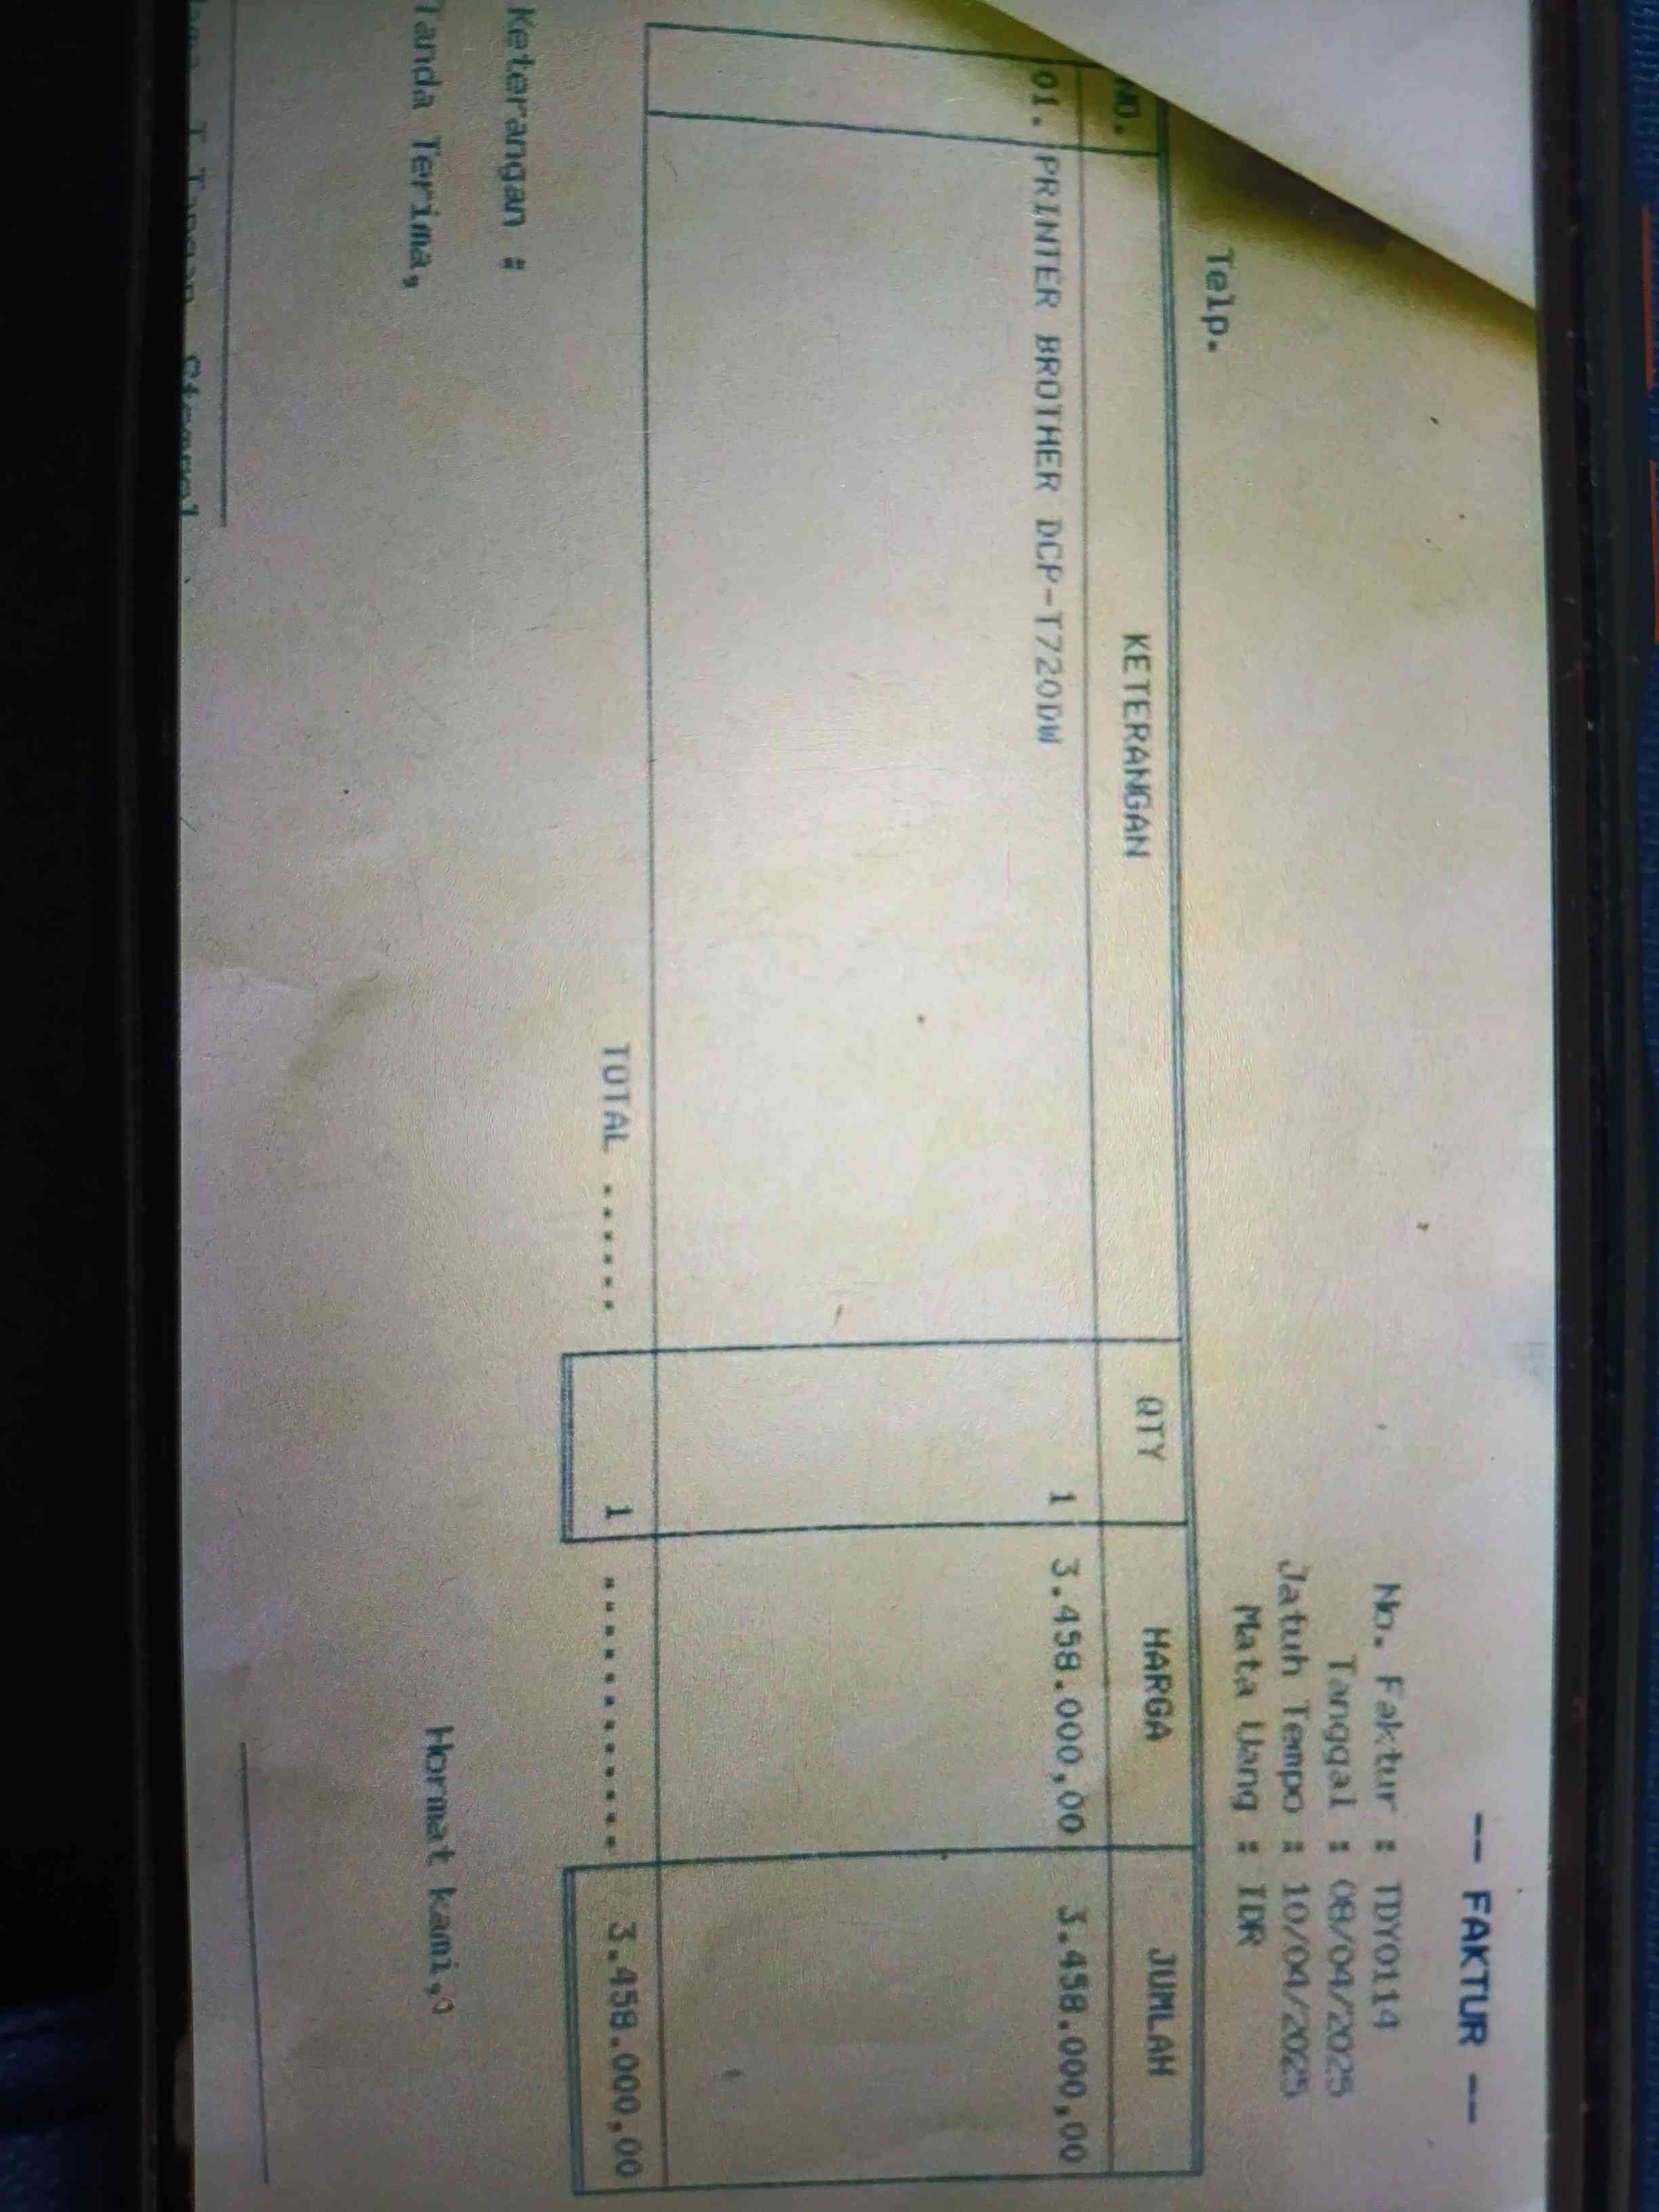 -- FAKTUR --
No. Faktur : TDY0114
Tanggal : 08/04/2025
Jatuh Tempo : 10/04/2025
Mata Uang : IDR
Telp.
NO. KETERANGAN QTY HARGA JUMLAH
01. PRINTER BROTHER DCP-T720DW 1 3.458.000,00 3.458.000,00
TOTAL ...... 1 ............ 3.458.000,00
Keterangan :
Tanda Terima, Hormat kami,